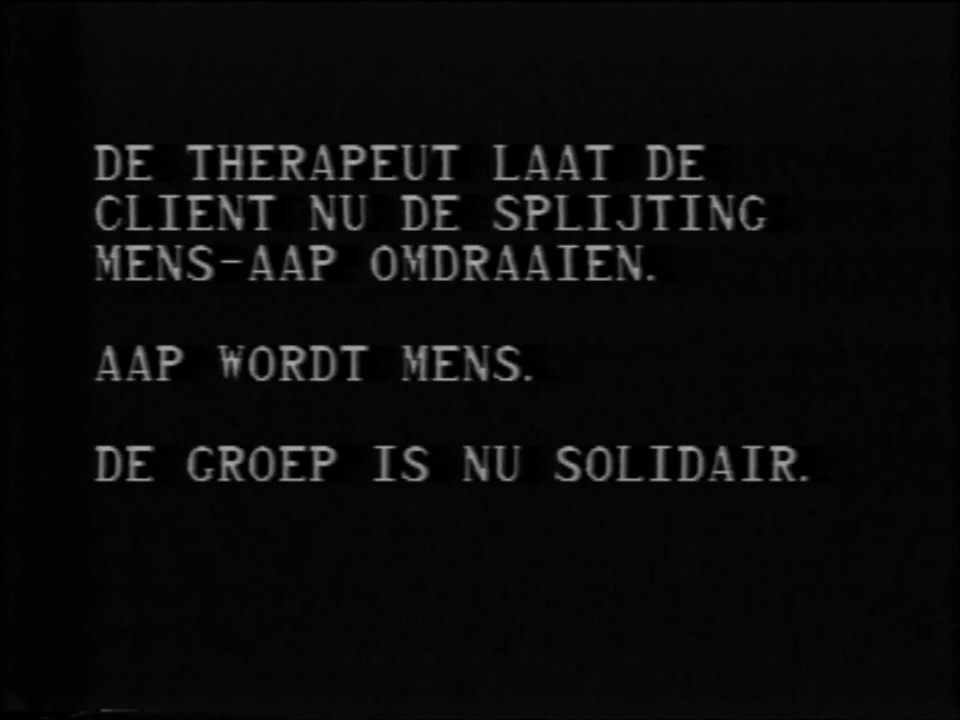 DE THERAPEUT LAAT DE
CLIENT NU DE SPLIJTING
MENS-AAP OMDRAAIEN.
AAP WORDT MENS.
DE GROEP IS NU SOLIDAIR.